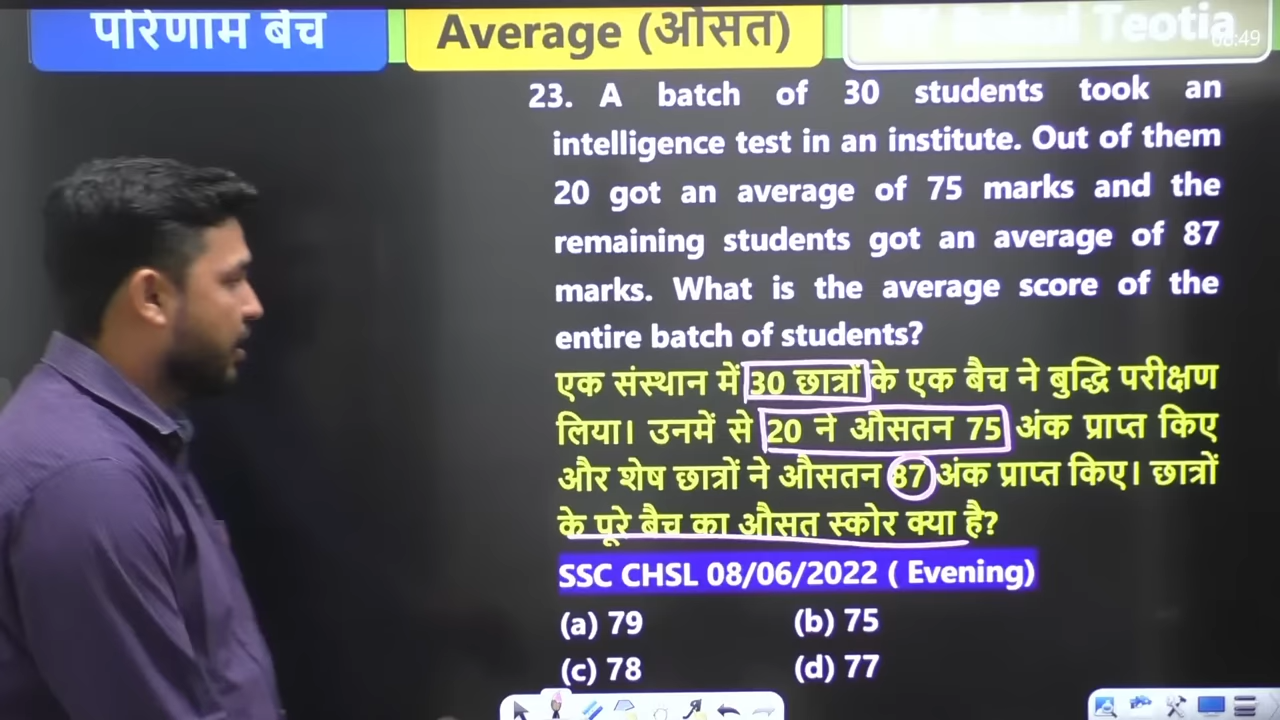 परिणाम बैच
Average (औसत)
Teotia
:49
23. A batch of 30 students took an
intelligence test in an institute. Out of them
20 got an average of 75 marks and the
remaining students got an average of 87
marks. What is the average score of the
entire batch of students?
एक संस्थान में 30 छात्रों के एक बैच ने बुद्धि परीक्षण
लिया। उनमें से 20 ने औसतन 75 अंक प्राप्त किए
और शेष छात्रों ने औसतन 87 अंक प्राप्त किए। छात्रों
के पूरे बैच का औसत स्कोर क्या है?
SSC CHSL 08/06/2022 ( Evening)
(a) 79 (b) 75
(c) 78 (d) 77